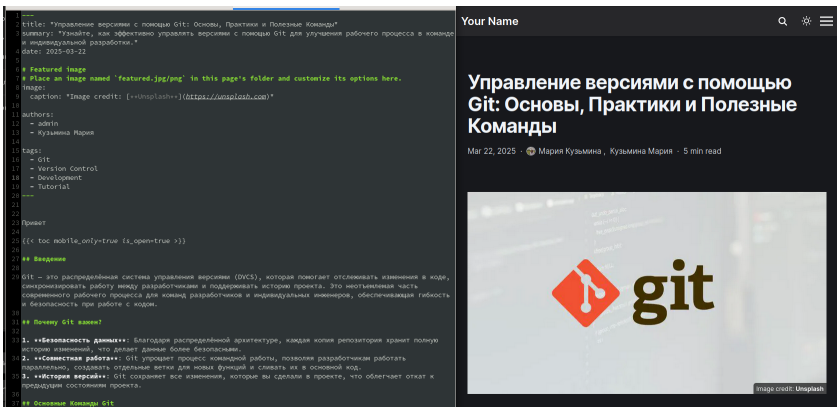 ---
title: "Управление версиями с помощью Git: Основы, Практики и Полезные Команды"
summary: "Узнайте, как эффективно управлять версиями с помощью Git для улучшения рабочего процесса в команде
и индивидуальной разработки."
date: 2025-03-22
# Featured image
# Place an image named `featured.jpg/png` in this page's folder and customize its options here.
image:
caption: "Image credit: [++Unsplash++](https://unsplash.com)"
authors:
- admin
- Кузьмина Мария
tags:
- Git
- Version Control
- Development
- Tutorial
---
Привет
{{< toc mobile_only=true is_open=true >}}
## Введение
Git – это распределённая система управления версиями (DVCS), которая помогает отслеживать изменения в коде,
синхронизировать работу между разработчиками и поддерживать историю проекта. Это неотъемлемая часть
современного рабочего процесса для команд разработчиков и индивидуальных инженеров, обеспечивающая гибкость
и безопасность при работе с кодом.
## Почему Git важен?
1. **Безопасность данных**: Благодаря распределённой архитектуре, каждая копия репозитория хранит полную
историю изменений, что делает данные более безопасными.
2. **Совместная работа**: Git упрощает процесс командной работы, позволяя разработчикам работать
параллельно, создавать отдельные ветки для новых функций и сливать их в основной код.
3. **История версий**: Git сохраняет все изменения, которые вы сделали в проекте, что облегчает откат к
предыдущим состояниям проекта.
## Основные Команды Git
Your Name
Управление версиями с помощью
Git: Основы, Практики и Полезные
Команды
Mar 22, 2025 · Мария Кузьмина , Кузьмина Мария · 5 min read
git
Image credit: Unsplash